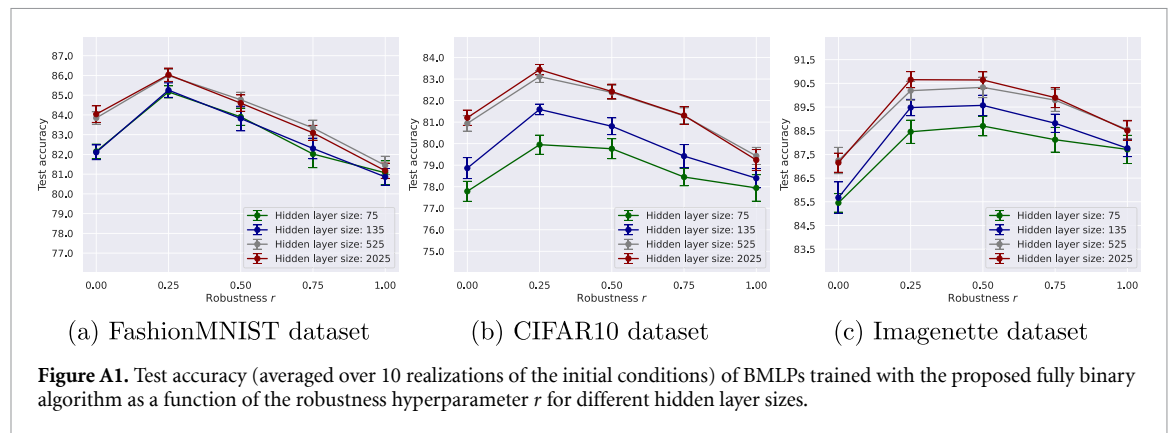 87.0
86.0
85.0
84.0
83.0
82.0
81.0
80.0
79.0
78.0
77.0
Test accuracy
Hidden layer size: 75
Hidden layer size: 135
Hidden layer size: 525
Hidden layer size: 2025
0.00 0.25 0.50 0.75 1.00
Robustness r
(a) FashionMNIST dataset
84.0
83.0
82.0
81.0
80.0
79.0
78.0
77.0
76.0
75.0
Test accuracy
Hidden layer size: 75
Hidden layer size: 135
Hidden layer size: 525
Hidden layer size: 2025
0.00 0.25 0.50 0.75 1.00
Robustness r
(b) CIFAR10 dataset
91.5
90.5
89.5
88.5
87.5
86.5
85.5
84.5
83.5
Test accuracy
Hidden layer size: 75
Hidden layer size: 135
Hidden layer size: 525
Hidden layer size: 2025
0.00 0.25 0.50 0.75 1.00
Robustness r
(c) Imagenette dataset
Figure A1. Test accuracy (averaged over 10 realizations of the initial conditions) of BMLPs trained with the proposed fully binary
algorithm as a function of the robustness hyperparameter r for different hidden layer sizes.